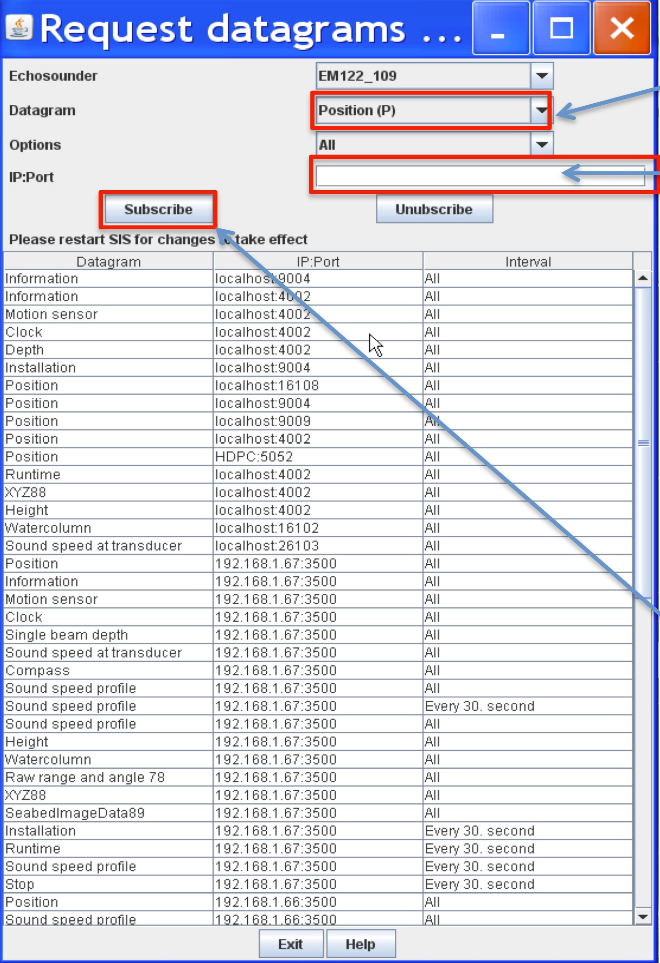 Request datagrams ...
Echosounder EM122_109
Datagram Position (P)
Options All
IP:Port
Subscribe Unubscribe
Please restart SIS for changes to take effect
Datagram IP:Port Interval
Information localhost:9004 All
Information localhost:4002 All
Motion sensor localhost:4002 All
Clock localhost:4002 All
Depth localhost:4002 All
Installation localhost:9004 All
Position localhost:16108 All
Position localhost:9004 All
Position localhost:9009 All
Position localhost:4002 All
Position HDPC:5052 All
Runtime localhost:4002 All
XYZ88 localhost:4002 All
Height localhost:4002 All
Watercolumn localhost:16102 All
Sound speed at transducer localhost:26103 All
Position 192.168.1.67:3500 All
Information 192.168.1.67:3500 All
Motion sensor 192.168.1.67:3500 All
Clock 192.168.1.67:3500 All
Single beam depth 192.168.1.67:3500 All
Sound speed at transducer 192.168.1.67:3500 All
Compass 192.168.1.67:3500 All
Sound speed profile 192.168.1.67:3500 All
Sound speed profile 192.168.1.67:3500 Every 30. second
Sound speed profile 192.168.1.67:3500 All
Height 192.168.1.67:3500 All
Watercolumn 192.168.1.67:3500 All
Raw range and angle 78 192.168.1.67:3500 All
XYZ88 192.168.1.67:3500 All
SeabedImageData89 192.168.1.67:3500 All
Installation 192.168.1.67:3500 Every 30. second
Runtime 192.168.1.67:3500 Every 30. second
Sound speed profile 192.168.1.67:3500 Every 30. second
Stop 192.168.1.67:3500 Every 30. second
Position 192.168.1.66:3500 All
Sound speed profile 192.168.1.66:3500 All
Exit Help